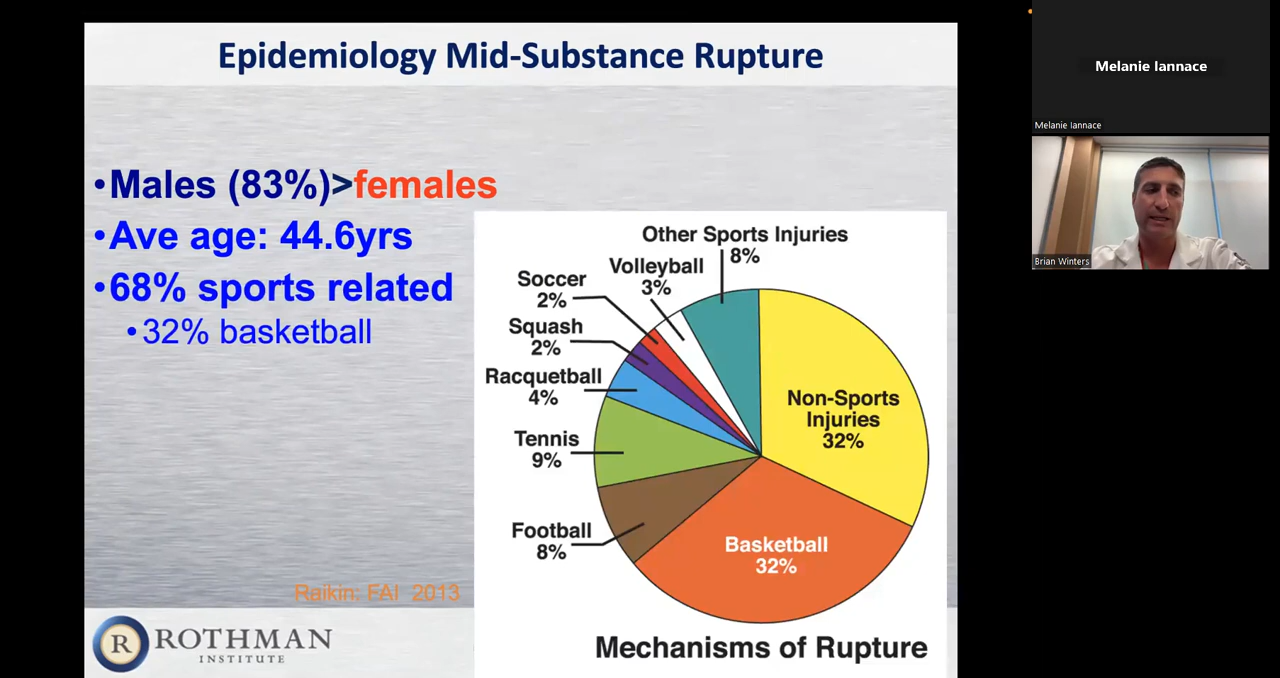 Epidemiology Mid-Substance Rupture
•Males (83%)>females
•Ave age: 44.6yrs
•68% sports related
•32% basketball
Other Sports Injuries
8%
Volleyball
3%
Soccer
2%
Squash
2%
Racquetball
4%
Tennis
9%
Football
8%
Non-Sports
Injuries
32%
Basketball
32%
Mechanisms of Rupture
Raikin: FAI 2013
R
ROTHMAN
INSTITUTE
Melanie Iannace
Melanie Iannace
Brian Winters